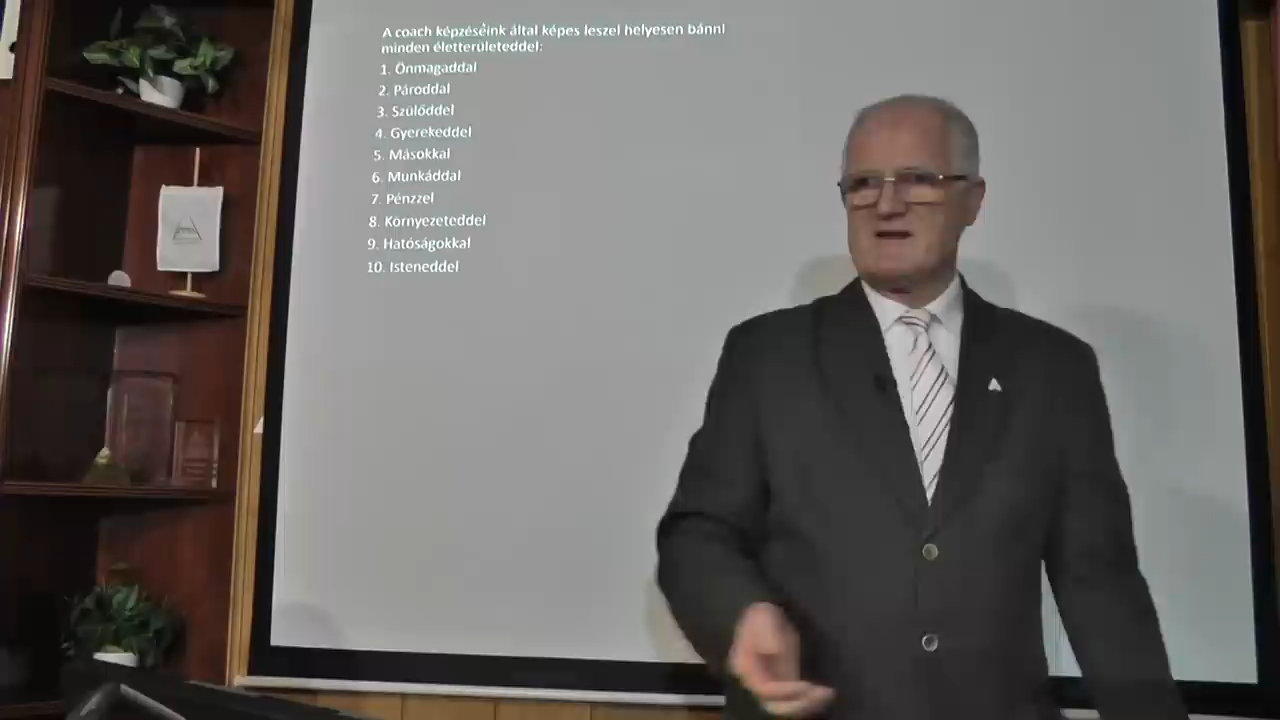 A coach képzéseink által képes leszel helyesen bánni
minden életterületeddel:
1. Önmagaddal
2. Pároddal
3. Szülőddel
4. Gyerekeddel
5. Másokkal
6. Munkáddal
7. Pénzzel
8. Környezeteddel
9. Hatóságokkal
10. Isteneddel